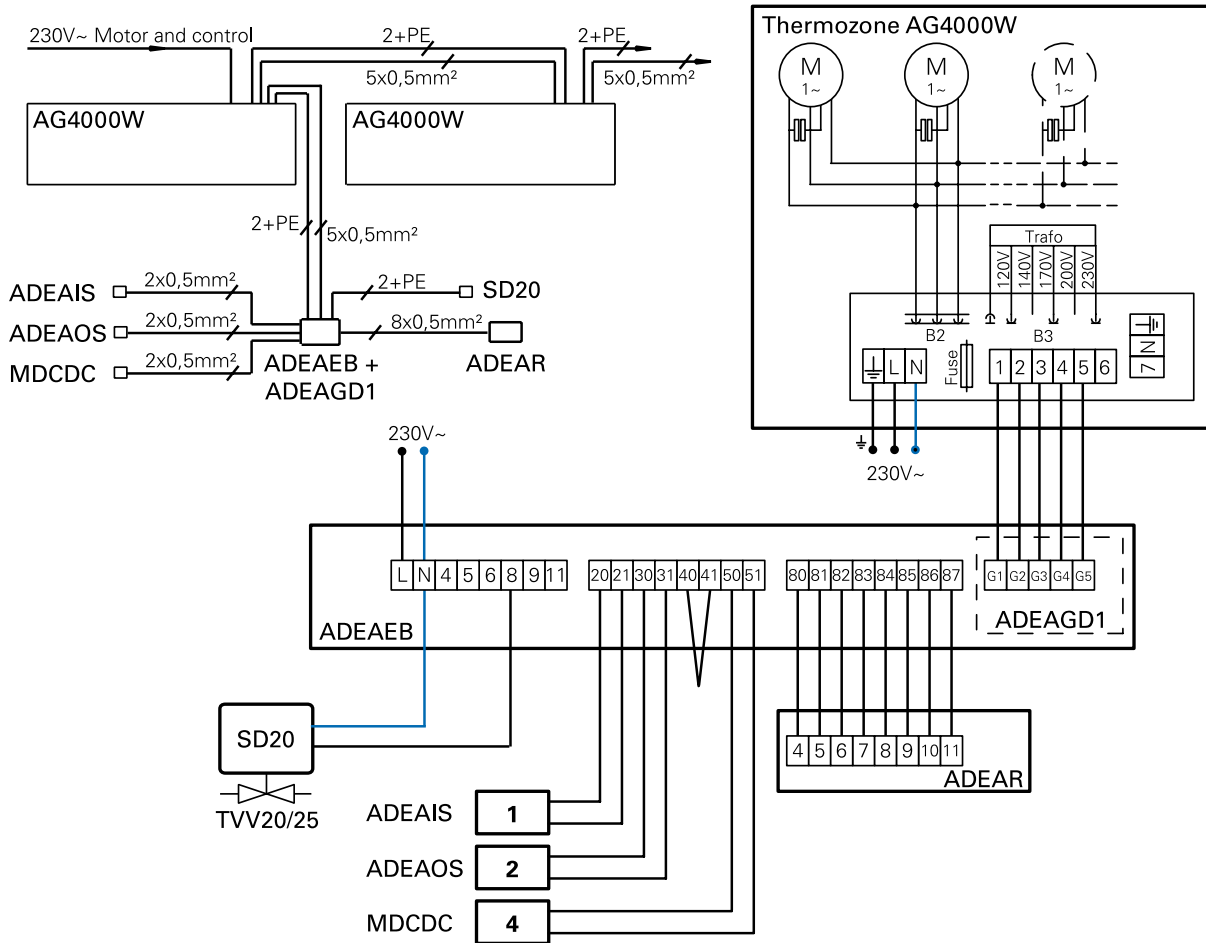 230V~ Motor and control
2+PE
5x0,5mm²
2+PE
5x0,5mm²
AG4000W
AG4000W
2+PE
5x0,5mm²
ADEAIS
2x0,5mm²
2+PE
SD20
ADEAOS
2x0,5mm²
8x0,5mm²
MDCDC
2x0,5mm²
ADEAEB +
ADEAGD1
ADEAR
Thermozone AG4000W
M
1~
M
1~
M
1~
Trafo
120V
140V
170V
200V
230V
B2
B3
Fuse
L N
1 2 3 4 5 6
N 7
230V~
230V~
L N 4 5 6 8 9 11
20 21 30 31 40 41 50 51
80 81 82 83 84 85 86 87
G1 G2 G3 G4 G5
ADEAEB
ADEAGD1
SD20
TVV20/25
4 5 6 7 8 9 10 11
ADEAR
ADEAIS
1
ADEAOS
2
MDCDC
4